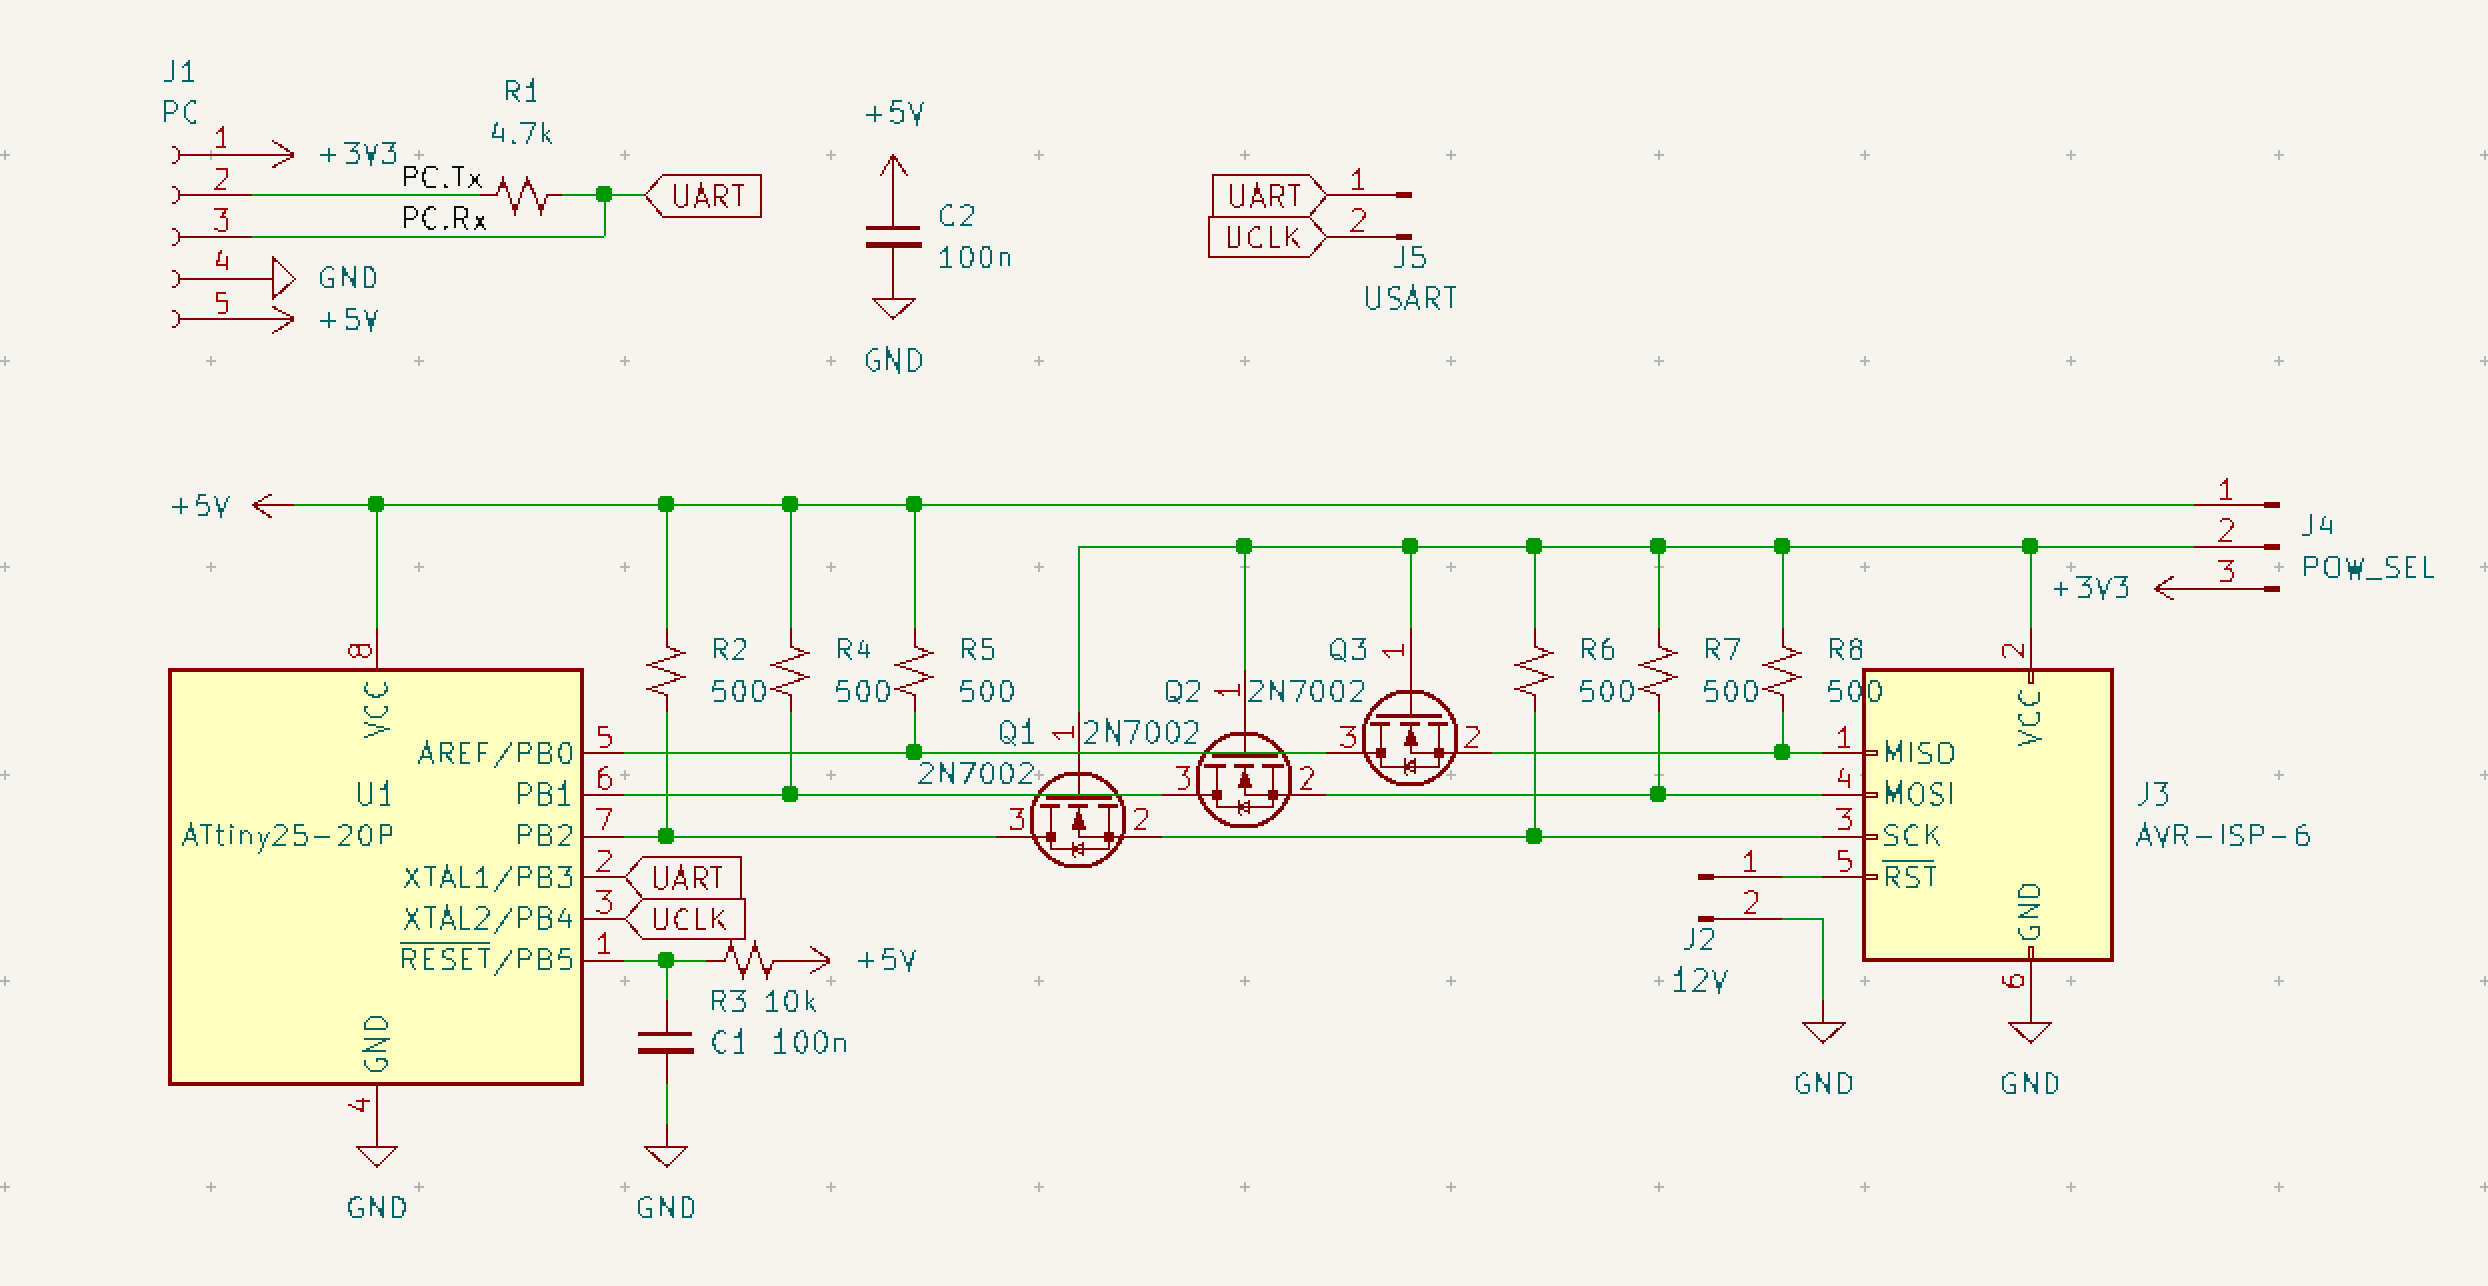 J1
PC
1
+3V3
2
PC.Tx
3
PC.Rx
4
GND
5
+5V
R1
4.7k
UART
+5V
C2
100n
GND
UART
1
UCLK
2
J5
USART
+5V
1
2
J4
POW_SEL
+3V3
3
8
R2
500
R4
500
R5
500
Q1
1
2N7002
3
2
Q2
1
2N7002
3
2
Q3
1
2N7002
3
2
R6
500
R7
500
R8
500
VCC
AREF/PB0
5
U1
PB1
6
ATtiny25-20P
PB2
7
XTAL1/PB3
2
UART
XTAL2/PB4
3
UCLK
RESET/PB5
1
+5V
R3 10k
C1 100n
GND
4
GND
GND
2
VCC
1
MISO
4
MOSI
3
SCK
5
RST
GND
6
J3
AVR-ISP-6
1
2
J2
12V
GND
GND